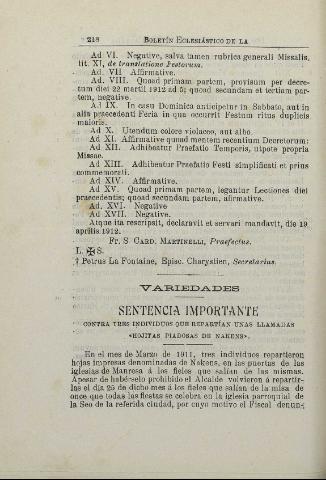 218 BOLETÍN ECLESIÁSTICO DE LA
Ad VI. Negative, salva tamen rubrica generali Missalis,
tit. XI, de translatione Festorum.
Ad. VII Affirmative.
Ad. VIII. Quoad primam partem, provisum per decre-
tum diei 22 martii 1912 ad 5; quoad secundam et tertiam par-
tem, negative.
Ad IX. In casu Dominica anticipetur in Sabbato, aut in
alia praecedenti Feria in qua occurrit Festum ritus duplicis
maioris.
Ad X. Utendum colore violaceo, aut albo.
Ad XI. Affirmative quoad mentem recentium Decretorum:
Ad XII. Adhibeatur Praefatio Temporis, utpote propria
Missae.
Ad XIII. Adhibeatur Praefatio Festi simplificati et prius
commemorati.
Ad XIV. Affirmative.
Ad XV. Quoad primam partem, legantur Lectiones diei
praecedentis; quoad secundam partem, afirmative.
Ad. XVI. Negative
Ad XVII. Negative.
Atque ita rescripsit, declaravit et servari mandavit, die 19
aprilis 1912.
FR. S CARD. MARTINELLI, Praefectus.
L. ✠ S.
† Petrus La Fontaine, Episc. Charystien, Secretarius.
VARIEDADES
SENTENCIA IMPORTANTE
CONTRA TRES INDIVIDUOS QUE REPARTÍAN UNAS LLAMADAS
«HOJITAS PIADOSAS DE NAKENS».
En el mes de Marzo de 1911, tres individuos repartieron
hojas impresas denominadas de Nakens, en las puertas de las
iglesias de Manresa á los fieles que salían de las mismas.
Apesar de habérselo prohibido el Alcalde volvieron á repartir-
las el día 25 de dicho mes á los fieles que salían de la misa de
once que todas las fiestas se celebra en la iglesia parroquial de
la Seo de la referida ciudad, por cuyo motivo el Fiscal denun-